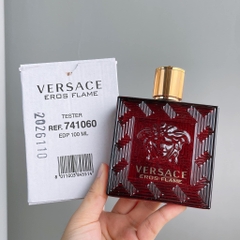 TESTER
VERSACE
EROS FLAME
REF. 741060
EDP 100 ML
2026110
VERSACE
EROS FLAME